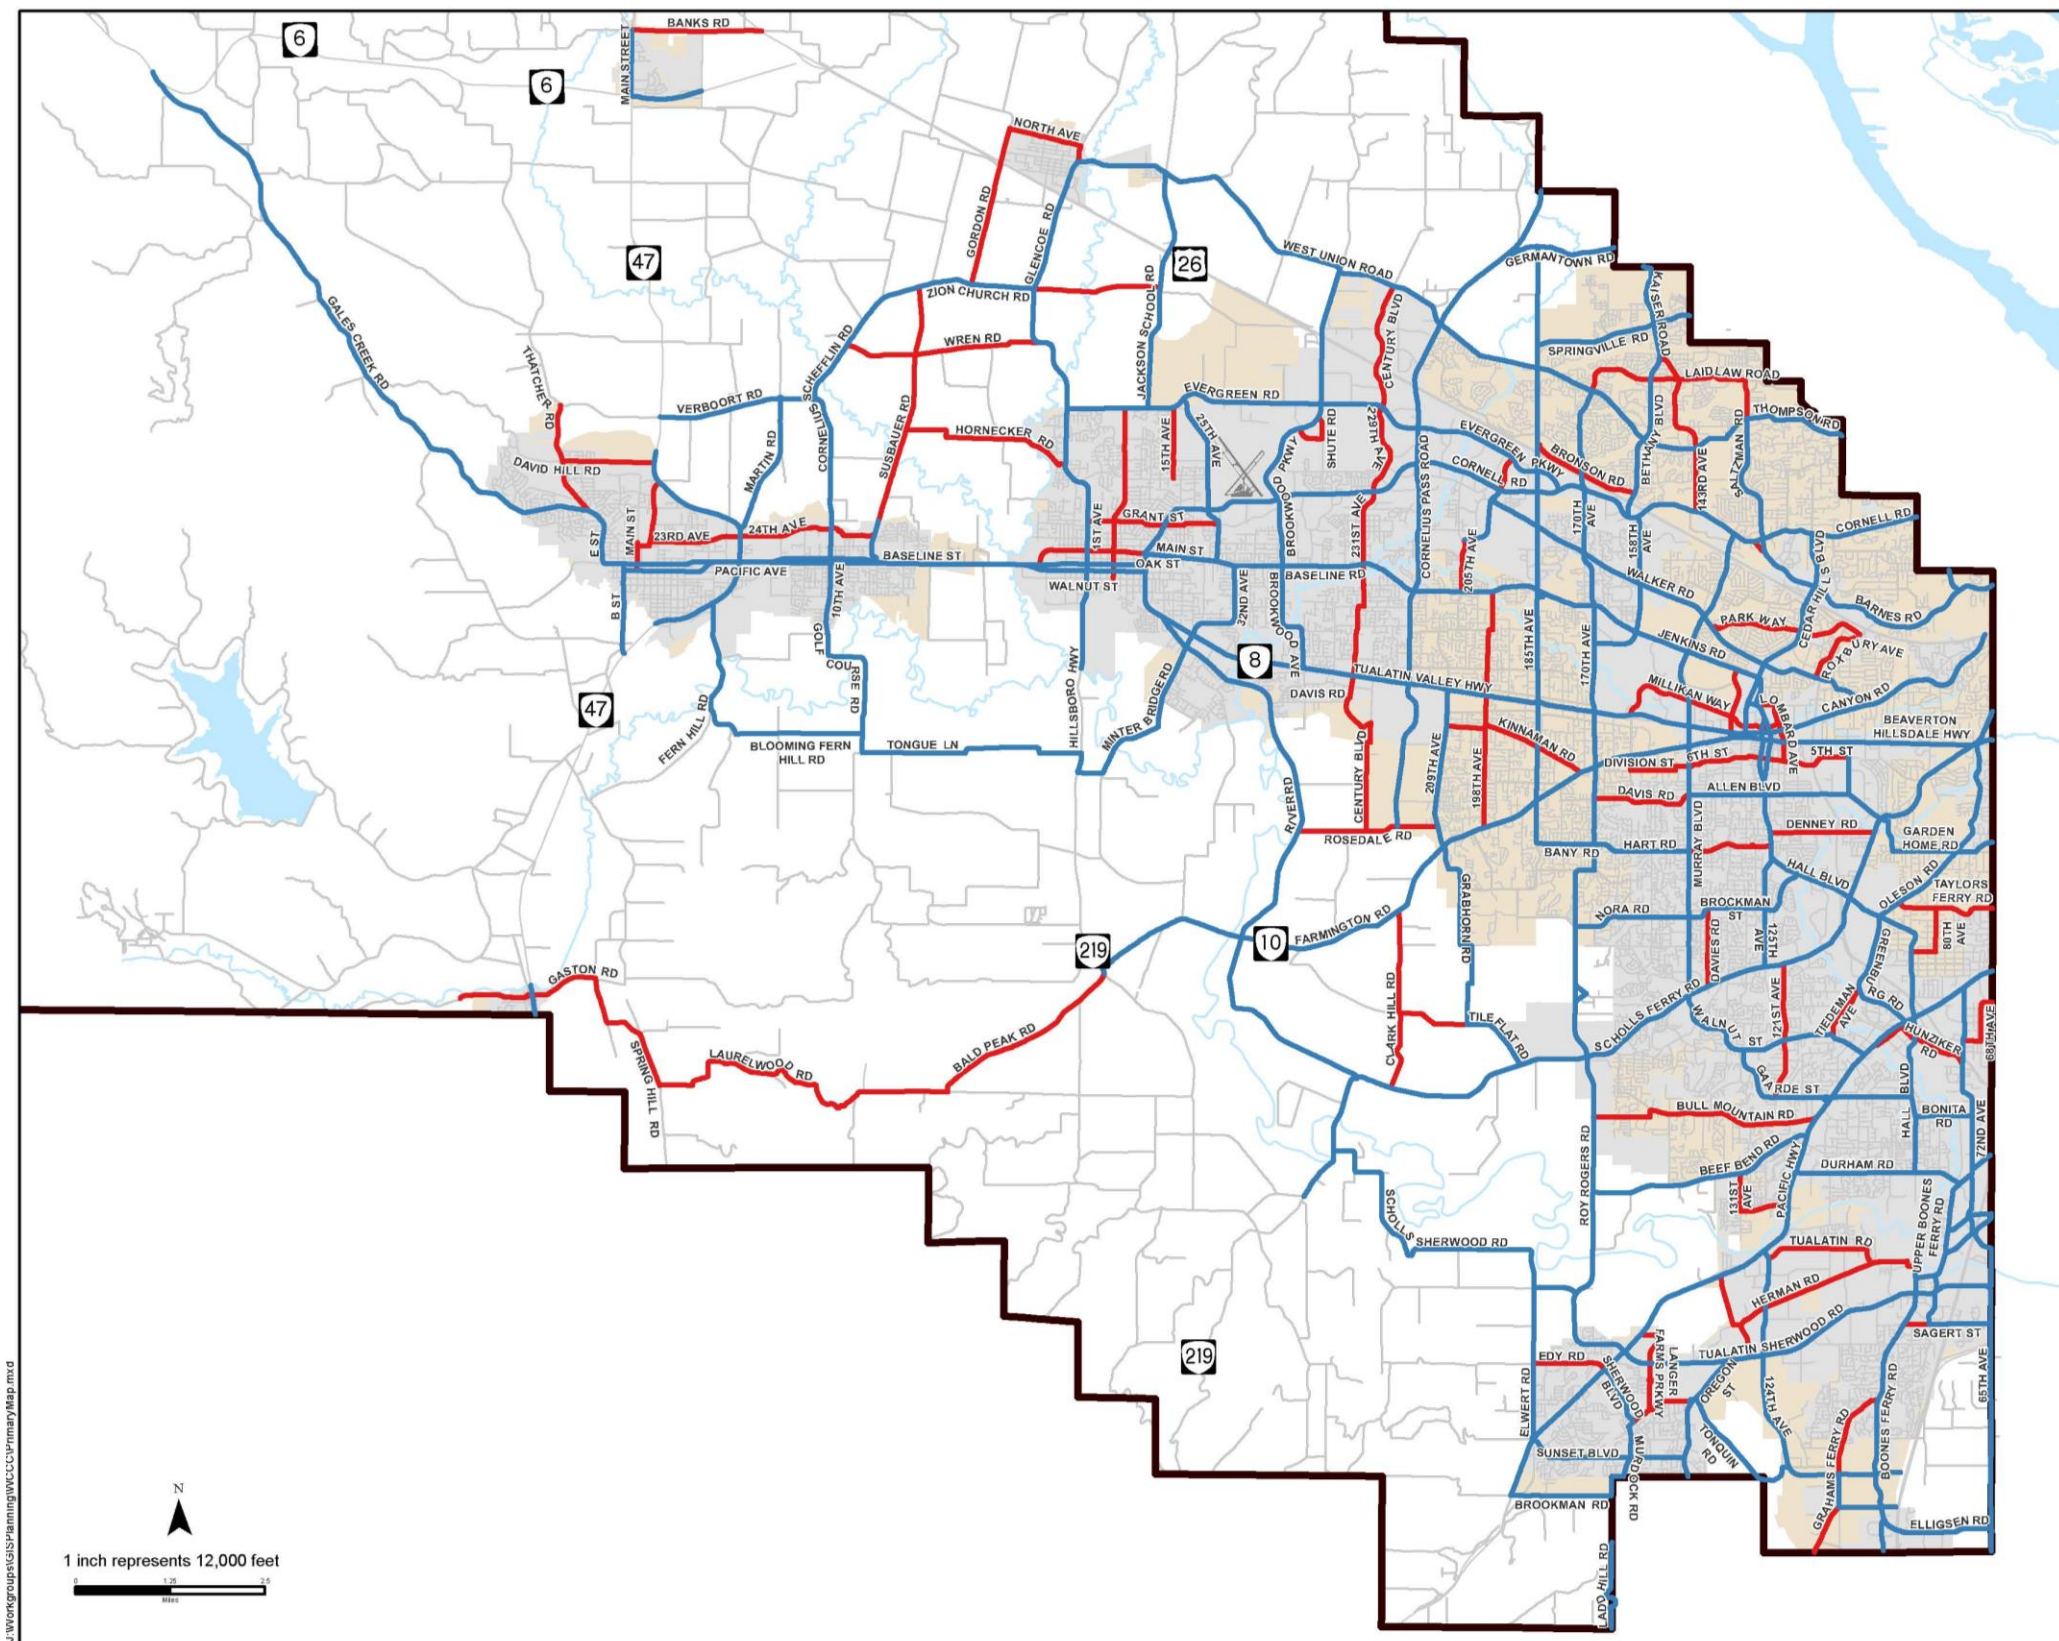 BANKS RD
6
6
MAIN STREET
NORTH AVE
GORDON RD
GLENCOE RD
47
26
WEST UNION ROAD
GERMANTOWN RD
KAISER ROAD
JACKSON SCHOOL RD
ZION CHURCH RD
GALES CREEK RD
SCHEFFLIN RD
WREN RD
CENTURY BLVD
SPRINGVILLE RD
LAIDLAW ROAD
THATCHER RD
VERBOORT RD
CORNELIUS
EVERGREEN RD
THOMPSON RD
SUSBAUER RD
HORNECKER RD
15TH AVE
25TH AVE
SHUTE RD
229TH AVE
EVERGREEN PKWY
BRONSON RD
BETHANY BLVD
SALTZMAN RD
143RD AVE
DAVID HILL RD
MARTIN RD
BROOKWOOD PKWY
CORNELL RD
CORNELIUS PASS ROAD
CORNELL RD
170TH AVE
158TH AVE
E ST
MAIN ST
23RD AVE
24TH AVE
1ST AVE
GRANT ST
MAIN ST
OAK ST
231ST AVE
205TH AVE
BASELINE ST
PACIFIC AVE
BASELINE RD
WALNUT ST
WALKER RD
CEDAR HILLS BLVD
BARNES RD
B ST
10TH AVE
32ND AVE
BROOKWOOD AVE
PARK WAY
JENKINS RD
ROXBURY AVE
GOLF COURSE RD
8
185TH AVE
170TH AVE
TUALATIN VALLEY HWY
DAVIS RD
MILLIKAN WAY
LOMBARD AVE
CANYON RD
47
FERN HILL RD
HILLSBORO HWY
MINTER BRIDGE RD
BEAVERTON
HILLSDALE HWY
BLOOMING FERN
HILL RD
TONGUE LN
KINNAMAN RD
DIVISION ST
6TH ST
5TH ST
CENTURY BLVD
209TH AVE
198TH AVE
RIVER RD
DAVIS RD
ALLEN BLVD
ROSEDALE RD
MURRAY BLVD
DENNEY RD
GARDEN
HOME RD
BANY RD
HART RD
HALL BLVD
OLESON RD
TAYLORS
FERRY RD
GRABHORN RD
NORA RD
BROCKMAN
ST
219
10
FARMINGTON RD
DAVIES RD
125TH AVE
GREENBURG RD
80TH AVE
GASTON RD
CLARK HILL RD
TILE FLAT RD
SCHOLLS FERRY RD
WALNUT ST
121ST AVE
TIEDEMAN AVE
HUNZIKER RD
68TH AVE
SPRING HILL RD
LAURELWOOD RD
BALD PEAK RD
GAARDE ST
HALL BLVD
BULL MOUNTAIN RD
BONITA
RD
72ND AVE
ROY ROGERS RD
BEEF BEND RD
131ST AVE
PACIFIC HWY
DURHAM RD
SCHOLLS SHERWOOD RD
UPPER BOONES
FERRY RD
TUALATIN RD
HERMAN RD
TUALATIN SHERWOOD RD
SAGERT ST
219
EDY RD
ELWERT RD
SHERWOOD BLVD
LANGER
FARMS PRKWY
OREGON ST
124TH AVE
BOONES FERRY RD
65TH AVE
SUNSET BLVD
MURDOCK RD
TONQUIN RD
GRAHAMS FERRY RD
BROOKMAN RD
ELLIGSEN RD
LADD HILL RD
N
1 inch represents 12,000 feet
0 1.25 2.5
Miles
J:\Workgroups\GIS\Planning\WCCC\PrimaryMap.mxd